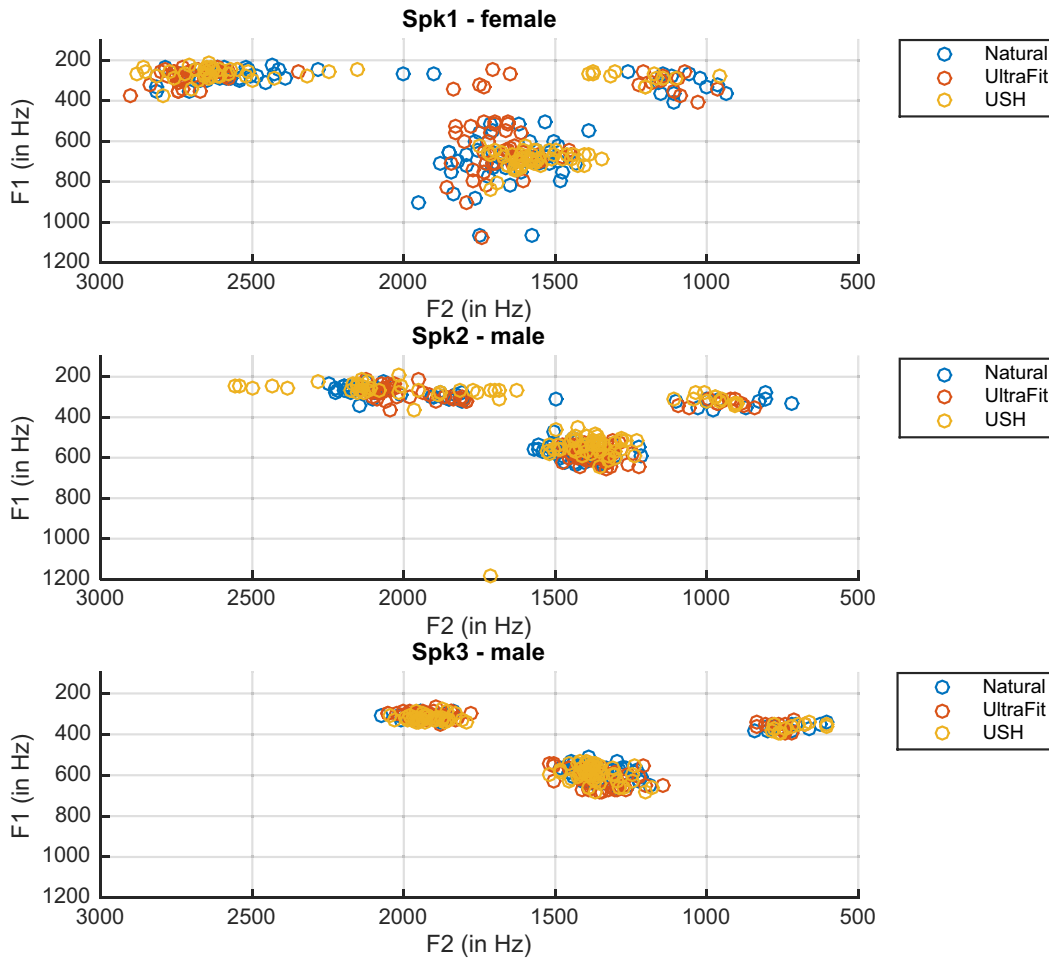 Spk1 - female
200
400
600
800
1000
1200
F1 (in Hz)
3000 2500 2000 1500 1000 500
F2 (in Hz)
Natural
UltraFit
USH
Spk2 - male
200
400
600
800
1000
1200
F1 (in Hz)
3000 2500 2000 1500 1000 500
F2 (in Hz)
Natural
UltraFit
USH
Spk3 - male
200
400
600
800
1000
1200
F1 (in Hz)
3000 2500 2000 1500 1000 500
F2 (in Hz)
Natural
UltraFit
USH